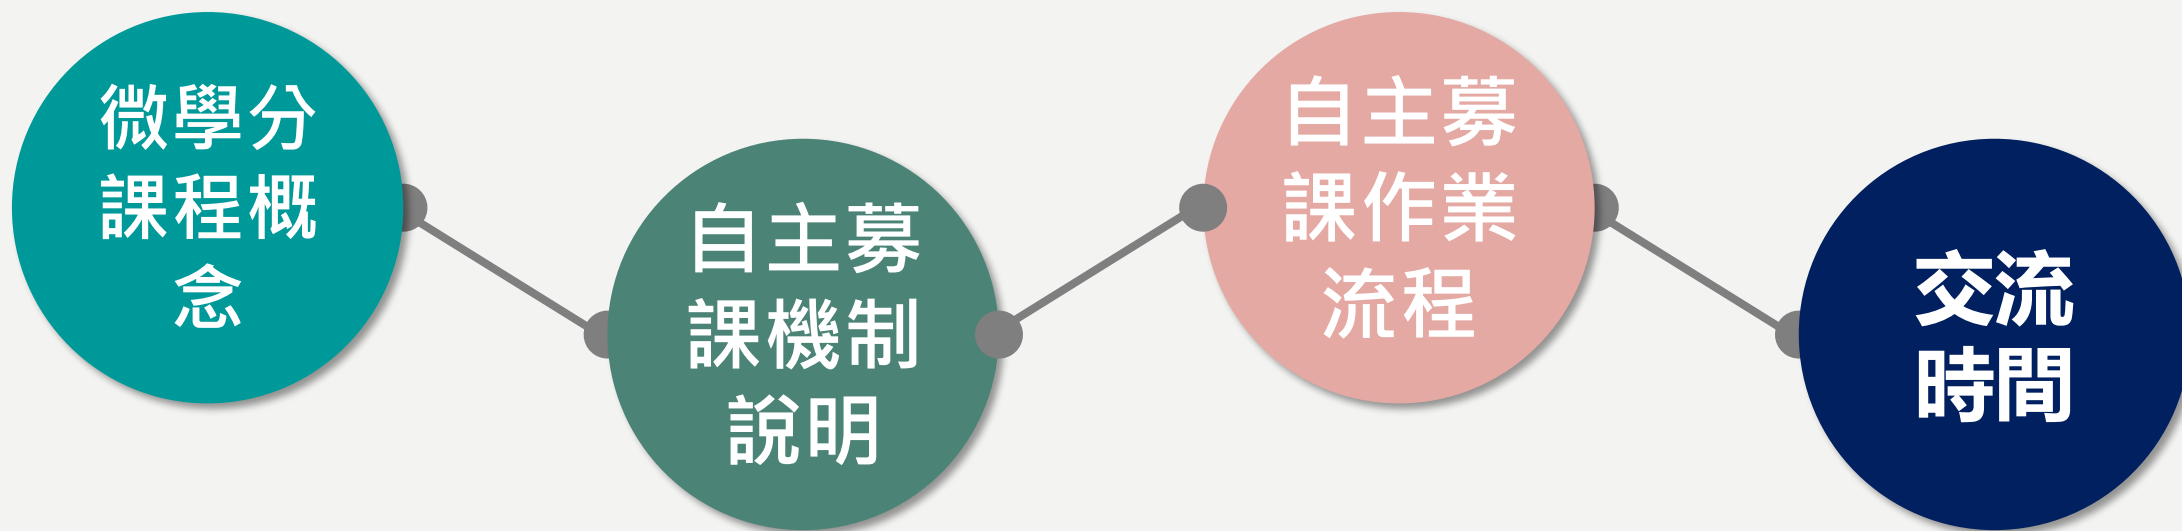 微學分
課程概
念
自主募
課機制
說明
自主募
課作業
流程
交流
時間